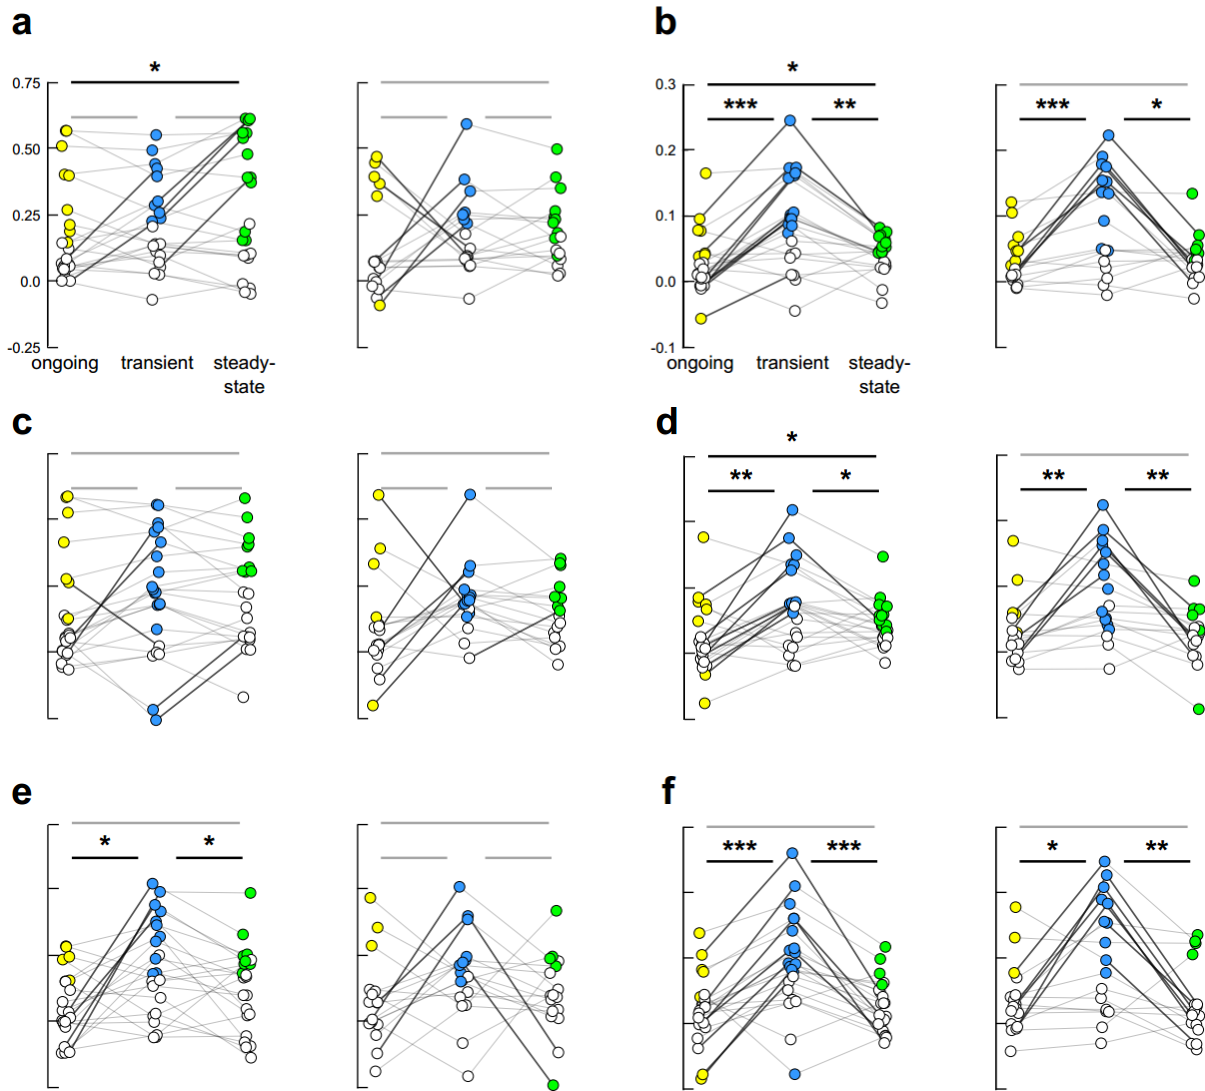 a
b
*
*
0.75
0.3
***
**
***
*
0.50
0.2
0.25
0.1
0.0
0.0
-0.25
-0.1
ongoing transient steady-
state
ongoing transient steady-
state
c
d
*
**
*
**
**
e
f
*
*
***
***
*
**